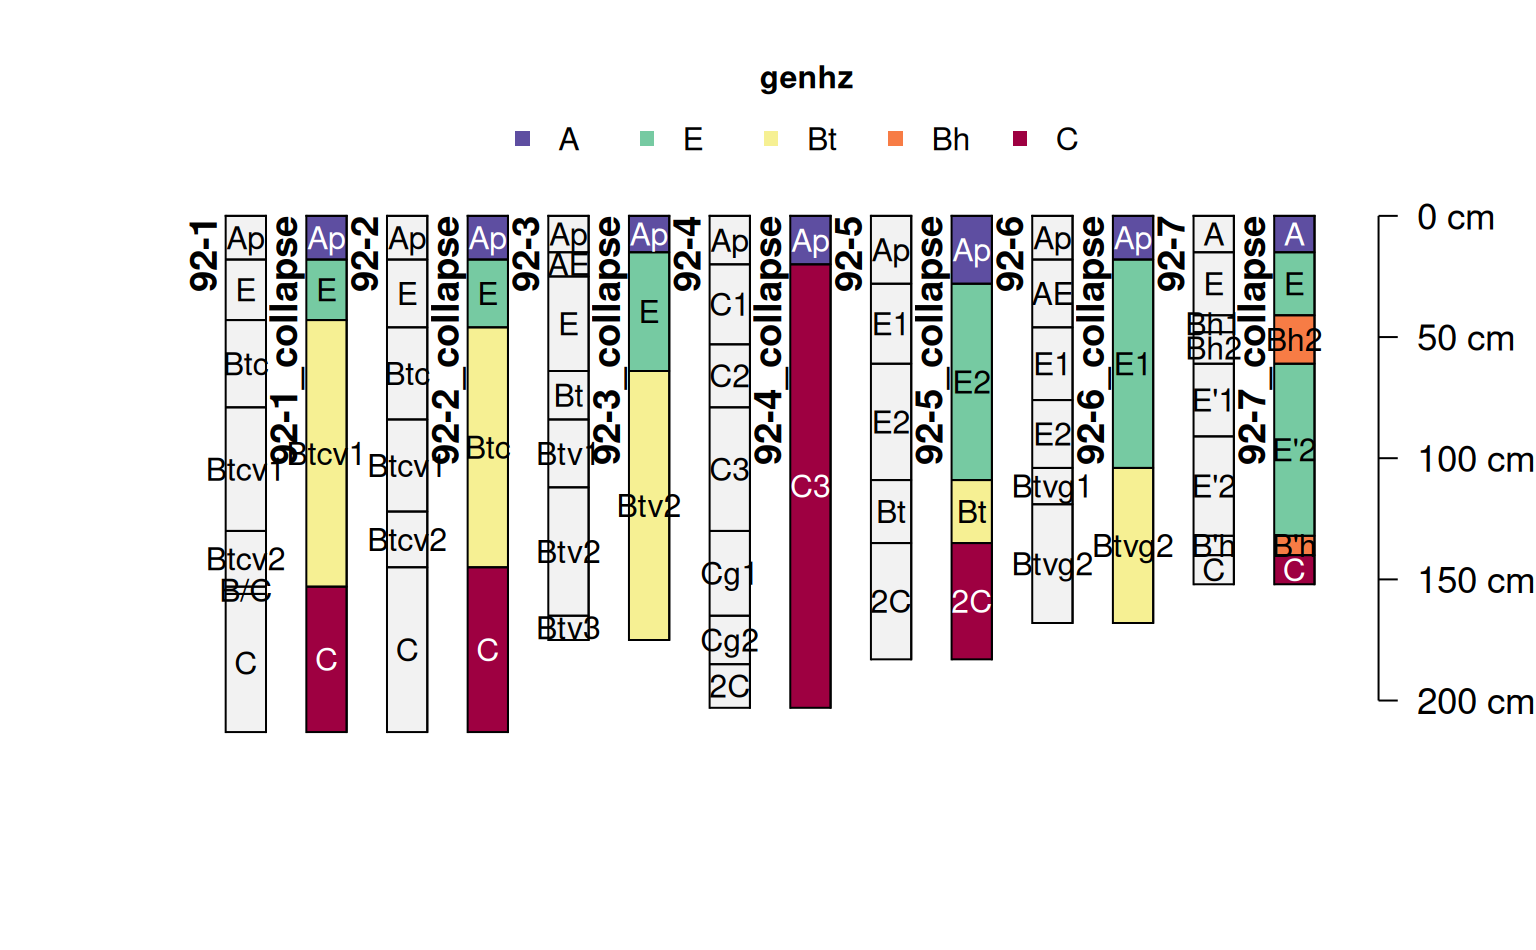 genhz
A E Bt Bh C
92-1
Ap
E
Btc
Btcv1
Btcv2
B/C
C
92-1_collapse
Ap
E
Btcv1
C
92-2
Ap
E
Btc
Btcv1
Btcv2
C
92-2_collapse
Ap
E
Btc
C
92-3
Ap
AE
E
Bt
Btv1
Btv2
Btv3
92-3_collapse
Ap
E
Btv2
92-4
Ap
C1
C2
C3
Cg1
Cg2
2C
92-4_collapse
Ap
C3
92-5
Ap
E1
E2
Bt
2C
92-5_collapse
Ap
E2
Bt
2C
92-6
Ap
AE
E1
E2
Btvg1
Btvg2
92-6_collapse
Ap
E1
Btvg2
92-7
A
E
Bh1
Bh2
E'1
E'2
B'h
C
92-7_collapse
A
E
Bh2
E'2
B'h
C
0 cm
50 cm
100 cm
150 cm
200 cm